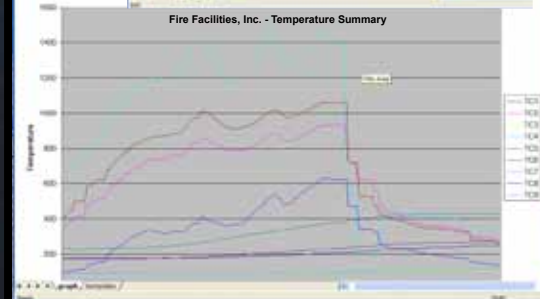 Fire Facilities, Inc. - Temperature Summary
1600
1400
1200
1000
800
600
400
200
Temperature
TC1
TC2
TC3
TC4
TC5
TC6
TC7
TC8
TC9
graph